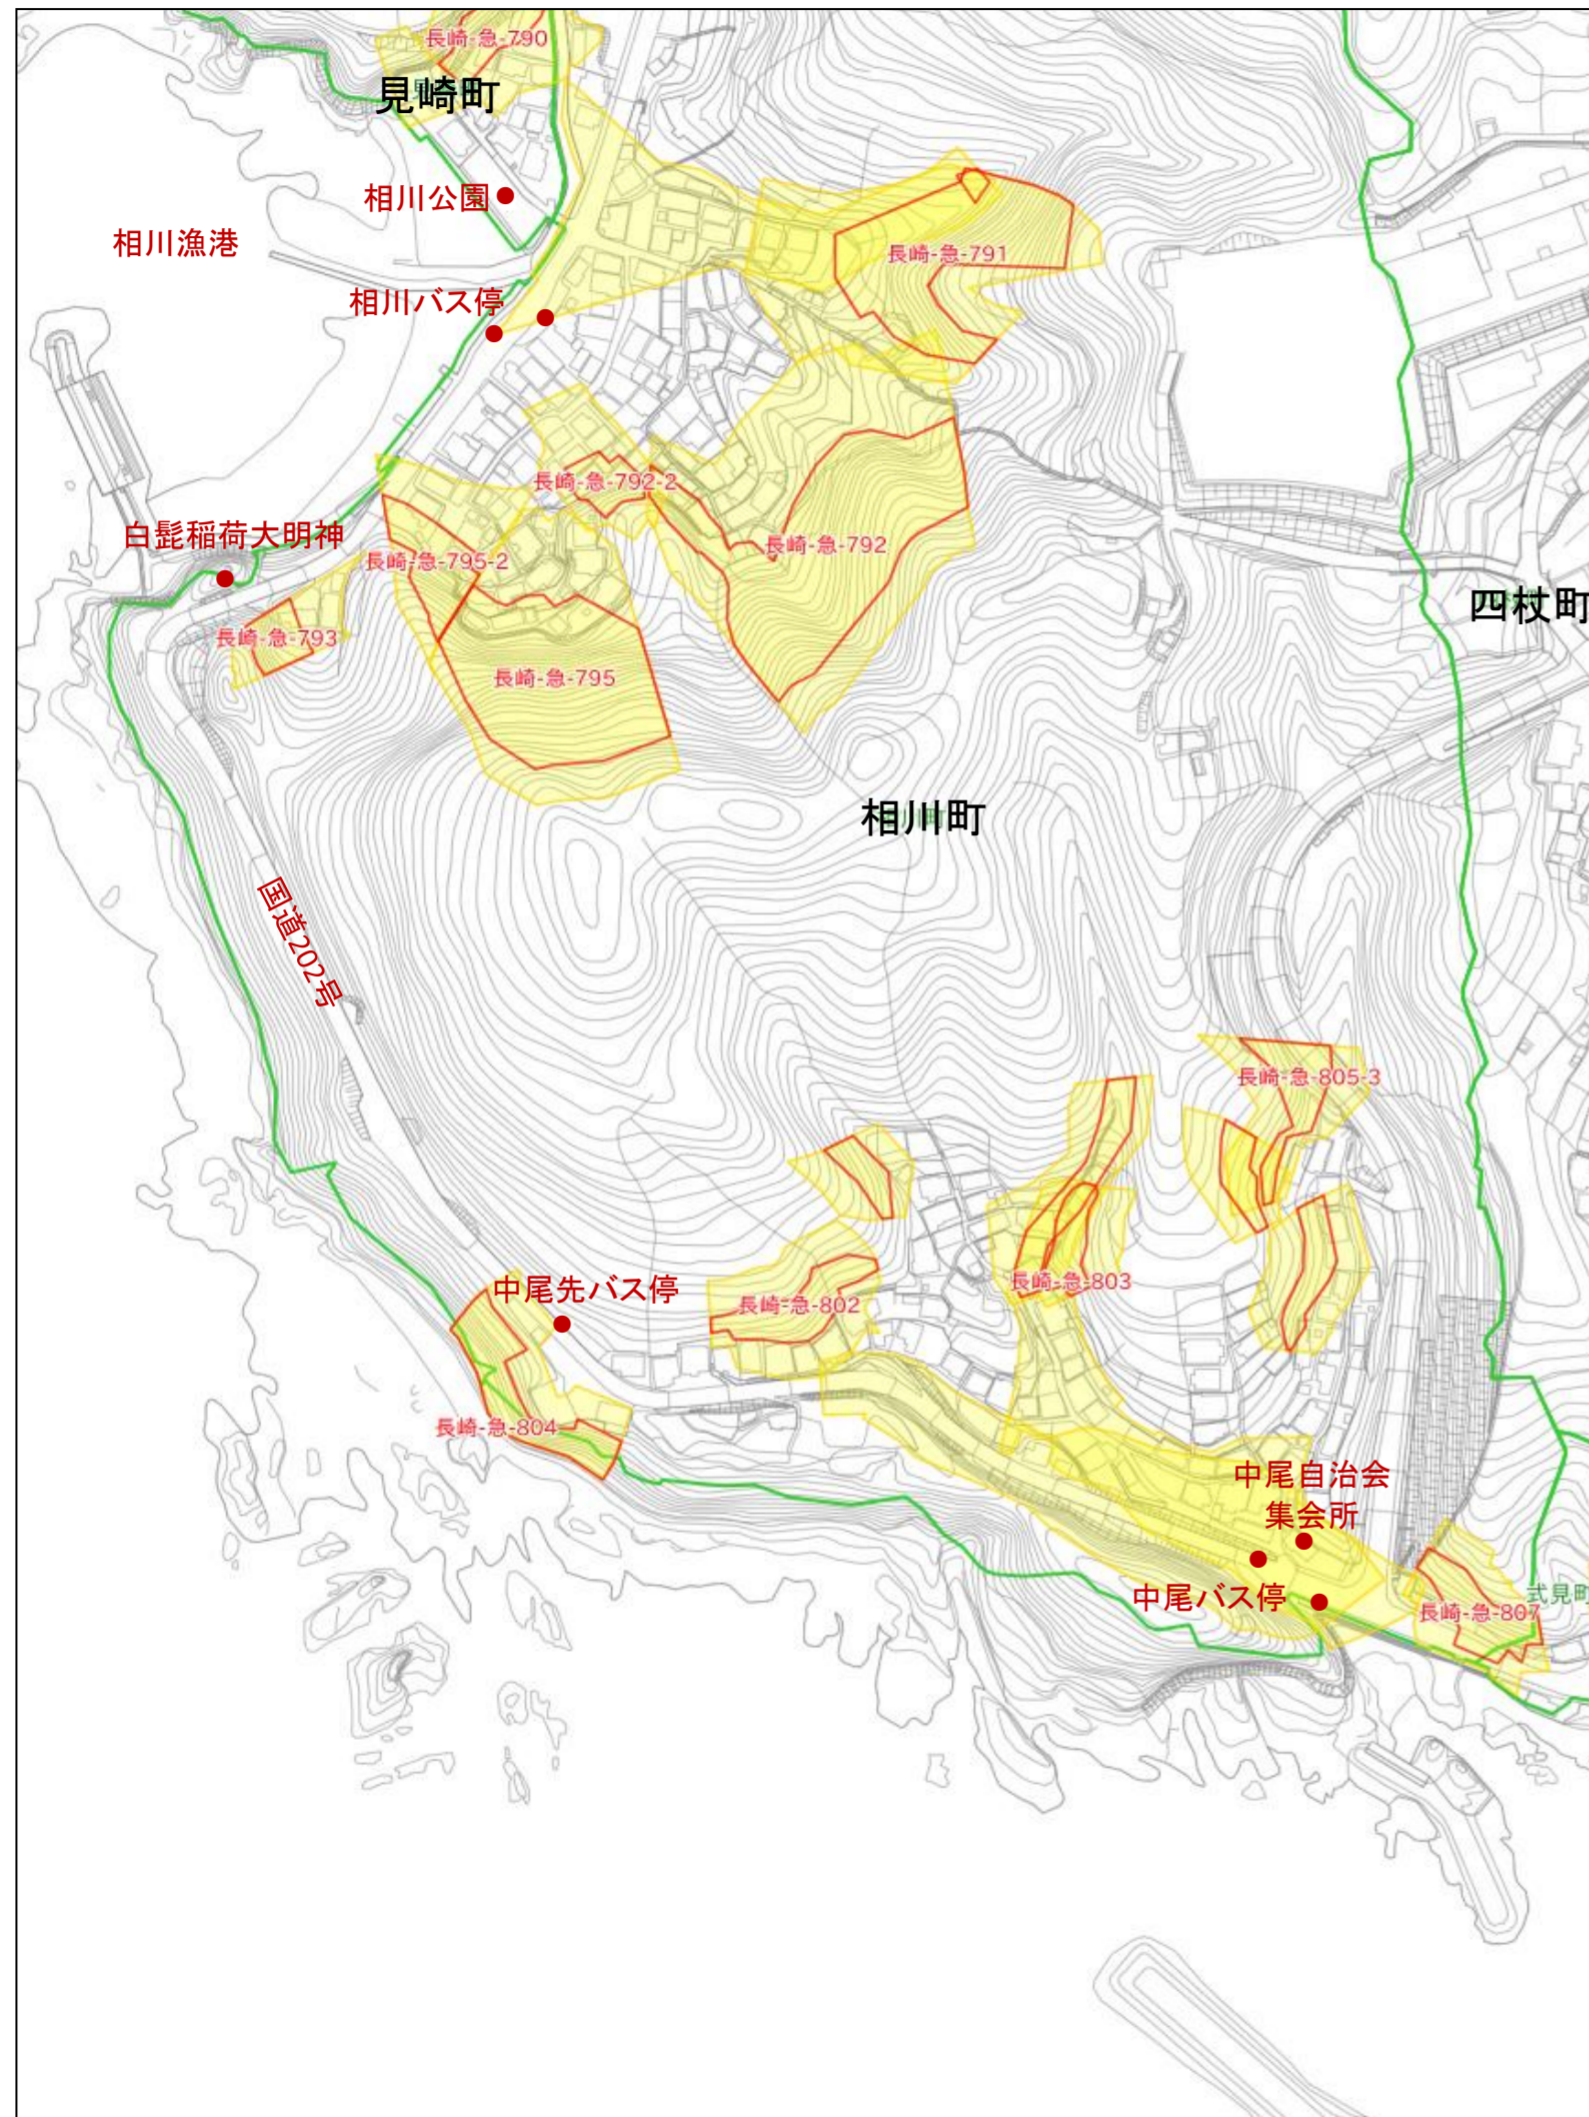 長崎-急-790
見崎町
相川公園
相川漁港
長崎-急-791
相川バス停
長崎-急-792-2
白髭稲荷大明神
長崎-急-792
長崎-急-795-2
四杖町
長崎-急-793
長崎-急-795
相川町
国道202号
長崎-急-805-3
長崎-急-803
中尾先バス停
長崎-急-802
長崎-急-804
中尾自治会
集会所
中尾バス停
式見町
長崎-急-807